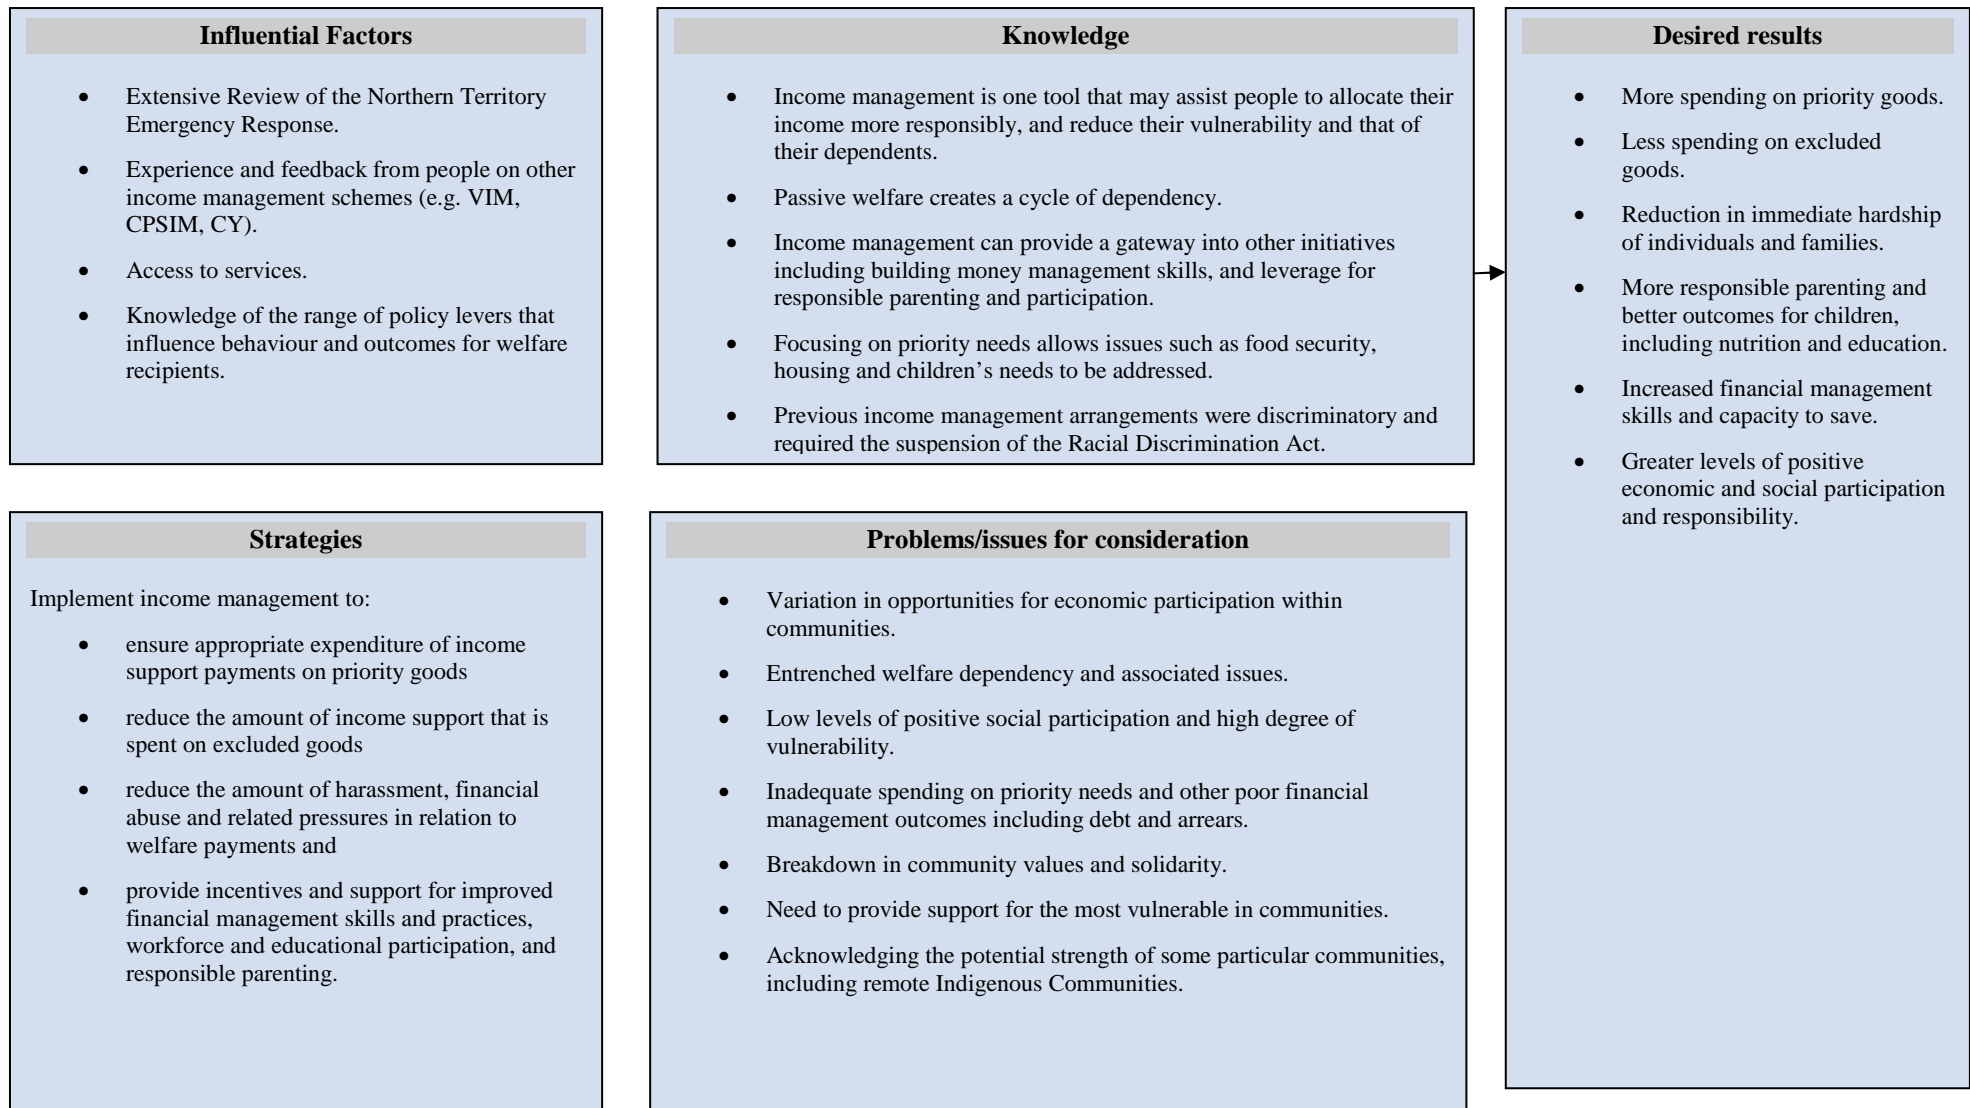 Influential Factors
• Extensive Review of the Northern Territory
Emergency Response.
• Experience and feedback from people on other
income management schemes (e.g. VIM,
CPSIM, CY).
• Access to services.
• Knowledge of the range of policy levers that
influence behaviour and outcomes for welfare
recipients.
Knowledge
• Income management is one tool that may assist people to allocate their
income more responsibly, and reduce their vulnerability and that of
their dependents.
• Passive welfare creates a cycle of dependency.
• Income management can provide a gateway into other initiatives
including building money management skills, and leverage for
responsible parenting and participation.
• Focusing on priority needs allows issues such as food security,
housing and children’s needs to be addressed.
• Previous income management arrangements were discriminatory and
required the suspension of the Racial Discrimination Act.
Desired results
• More spending on priority goods.
• Less spending on excluded
goods.
• Reduction in immediate hardship
of individuals and families.
• More responsible parenting and
better outcomes for children,
including nutrition and education.
• Increased financial management
skills and capacity to save.
• Greater levels of positive
economic and social participation
and responsibility.
Strategies
Implement income management to:
• ensure appropriate expenditure of income
support payments on priority goods
• reduce the amount of income support that is
spent on excluded goods
• reduce the amount of harassment, financial
abuse and related pressures in relation to
welfare payments and
• provide incentives and support for improved
financial management skills and practices,
workforce and educational participation, and
responsible parenting.
Problems/issues for consideration
• Variation in opportunities for economic participation within
communities.
• Entrenched welfare dependency and associated issues.
• Low levels of positive social participation and high degree of
vulnerability.
• Inadequate spending on priority needs and other poor financial
management outcomes including debt and arrears.
• Breakdown in community values and solidarity.
• Need to provide support for the most vulnerable in communities.
• Acknowledging the potential strength of some particular communities,
including remote Indigenous Communities.